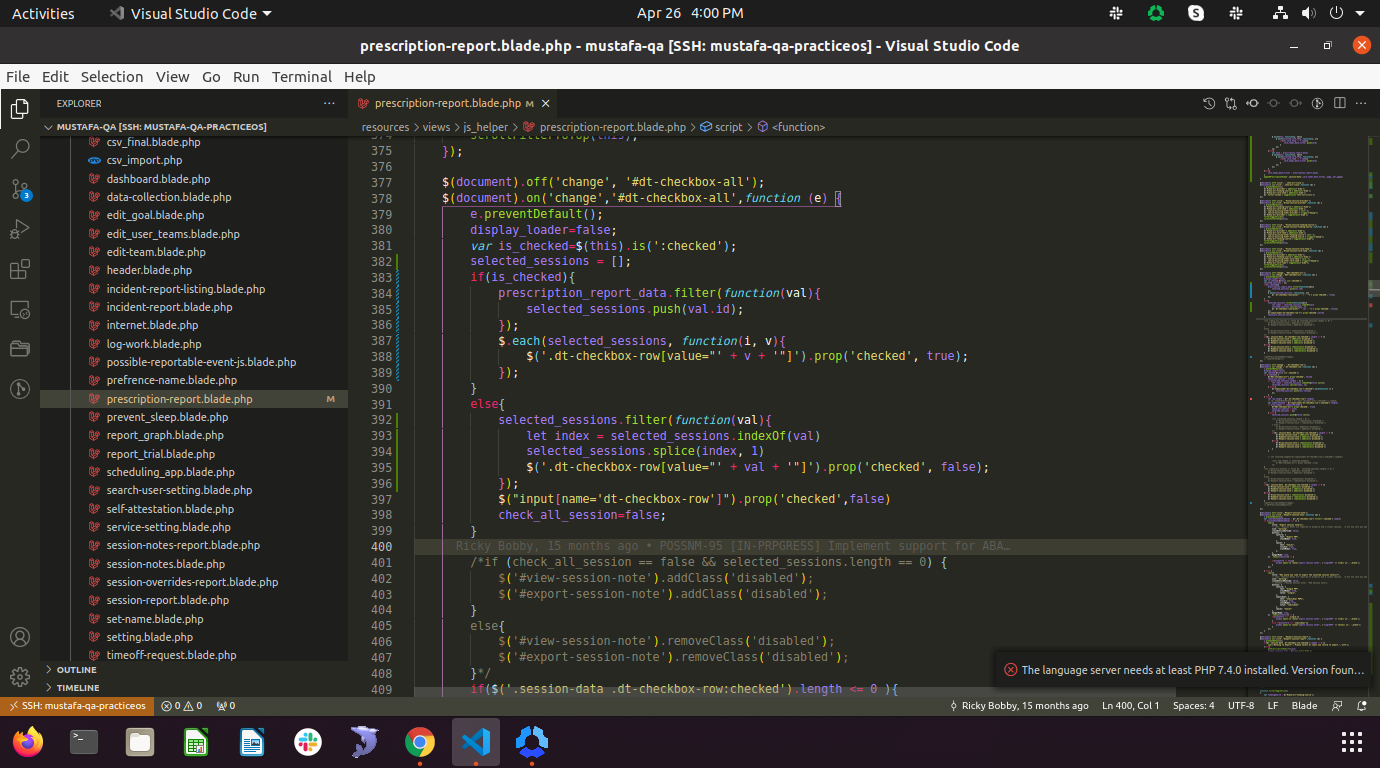 Activities
Visual Studio Code
Apr 26 4:00 PM
prescription-report.blade.php - mustafa-qa [SSH: mustafa-qa-practiceos] - Visual Studio Code
File Edit Selection View Go Run Terminal Help
EXPLORER
MUSTAFA-QA [SSH: MUSTAFA-QA-PRACTICEOS]
csv_final.blade.php
csv_import.php
dashboard.blade.php
data-collection.blade.php
edit_goal.blade.php
edit_user_teams.blade.php
edit-team.blade.php
header.blade.php
incident-report-listing.blade.php
incident-report.blade.php
internet.blade.php
log-work.blade.php
possible-reportable-event-js.blade.php
prefrence-name.blade.php
prescription-report.blade.php M
prevent_sleep.blade.php
report_graph.blade.php
report_trial.blade.php
scheduling_app.blade.php
search-user-setting.blade.php
self-attestation.blade.php
service-setting.blade.php
session-notes-report.blade.php
session-notes.blade.php
session-overrides-report.blade.php
session-report.blade.php
set-name.blade.php
setting.blade.php
timeoff-request.blade.php
OUTLINE
TIMELINE
3
prescription-report.blade.php M
resources > views > js_helper > prescription-report.blade.php > script > <function>
375 });
376
377 $(document).off('change', '#dt-checkbox-all');
378 $(document).on('change','#dt-checkbox-all',function (e) {
379 e.preventDefault();
380 display_loader=false;
381 var is_checked=$(this).is(':checked');
382 selected_sessions = [];
383 if(is_checked){
384 prescription_report_data.filter(function(val){
385 selected_sessions.push(val.id);
386 });
387 $.each(selected_sessions, function(i, v){
388 $('.dt-checkbox-row[value="' + v + '"]').prop('checked', true);
389 });
390 }
391 else{
392 selected_sessions.filter(function(val){
393 let index = selected_sessions.indexOf(val)
394 selected_sessions.splice(index, 1)
395 $('.dt-checkbox-row[value="' + val + '"]').prop('checked', false);
396 });
397 $("input[name='dt-checkbox-row']").prop('checked',false)
398 check_all_session=false;
399 }
400 Ricky Bobby, 15 months ago • POSSNM-95 [IN-PRPGRESS] Implement support for ABA…
401 /*if (check_all_session == false && selected_sessions.length == 0) {
402 $('#view-session-note').addClass('disabled');
403 $('#export-session-note').addClass('disabled');
404 }
405 else{
406 $('#view-session-note').removeClass('disabled');
407 $('#export-session-note').removeClass('disabled');
408 }*/
409 if($('.session-data .dt-checkbox-row:checked').length <= 0 ){
The language server needs at least PHP 7.4.0 installed. Version foun…
SSH: mustafa-qa-practiceos
0 0
0
Ricky Bobby, 15 months ago
Ln 400, Col 1
Spaces: 4
UTF-8
LF
Blade